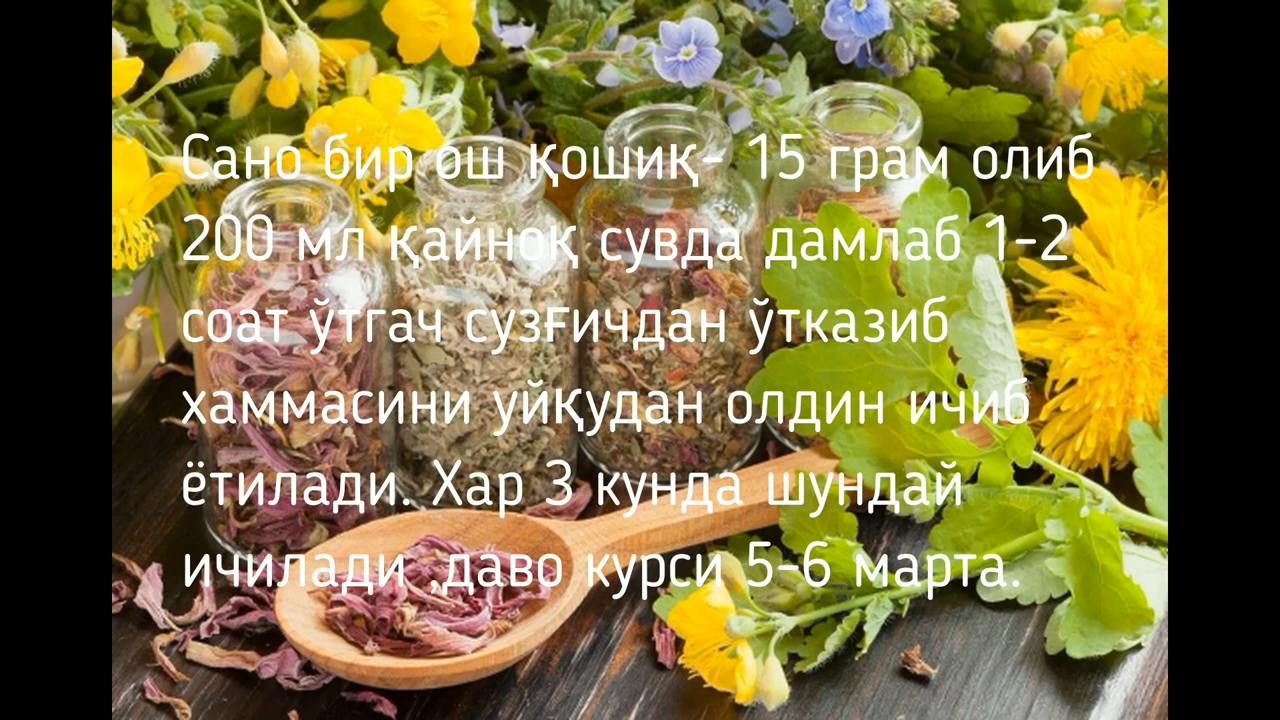 Сано бир ош қошиқ- 15 грам олиб
200 мл қайноқ сувда дамлаб 1-2
соат ўтгач сузғичдан ўтказиб
хаммасини уйқудан олдин ичиб
ётилади. Хар 3 кунда шундай
ичилади ,даво курси 5-6 марта.